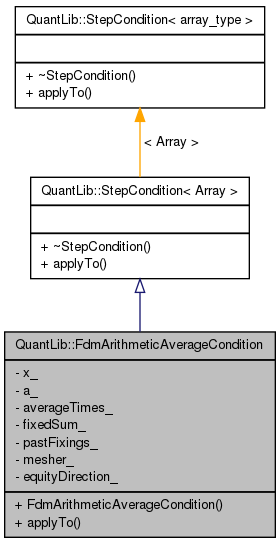 QuantLib::StepCondition< array_type >
+ ~StepCondition()
+ applyTo()
< Array >
QuantLib::StepCondition< Array >
+ ~StepCondition()
+ applyTo()
QuantLib::FdmArithmeticAverageCondition
- x_
- a_
- averageTimes_
- fixedSum_
- pastFixings_
- mesher_
- equityDirection_
+ FdmArithmeticAverageCondition()
+ applyTo()